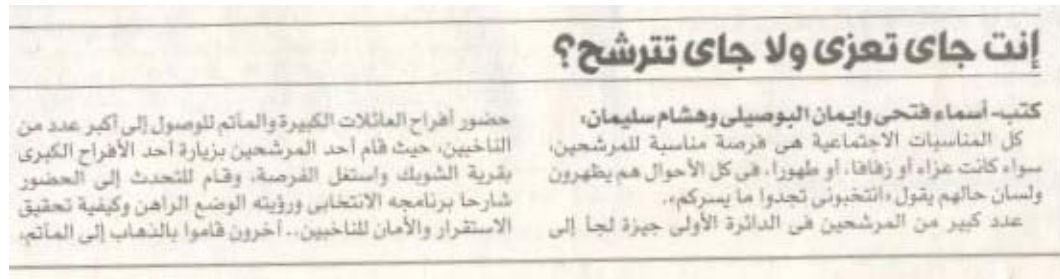 إنت جاى تعزى ولا جاى تترشح؟
كتب- أسماء فتحى وإيمان البوصيلى وهشام سليمان:
كل المناسبات الاجتماعية هى فرصة مناسبة للمرشحين،
سواء كانت عزاء أو زفافا، أو طهورا، فى كل الأحوال هم يظهرون
ولسان حالهم يقول «انتخبونى تجدوا ما يسركم».
عدد كبير من المرشحين فى الدائرة الأولى جيزة لجأ إلى
حضور أفراح العائلات الكبيرة والمآتم للوصول إلى أكبر عدد من
الناخبين، حيث قام أحد المرشحين بزيارة أحد الأفراح الكبرى
بقرية الشوبك واستغل الفرصة، وقام للتحدث إلى الحضور
شارحا برنامجه الانتخابى ورؤيته الوضع الراهن وكيفية تحقيق
الاستقرار والأمان للناخبين.. آخرون قاموا بالذهاب إلى المآتم،